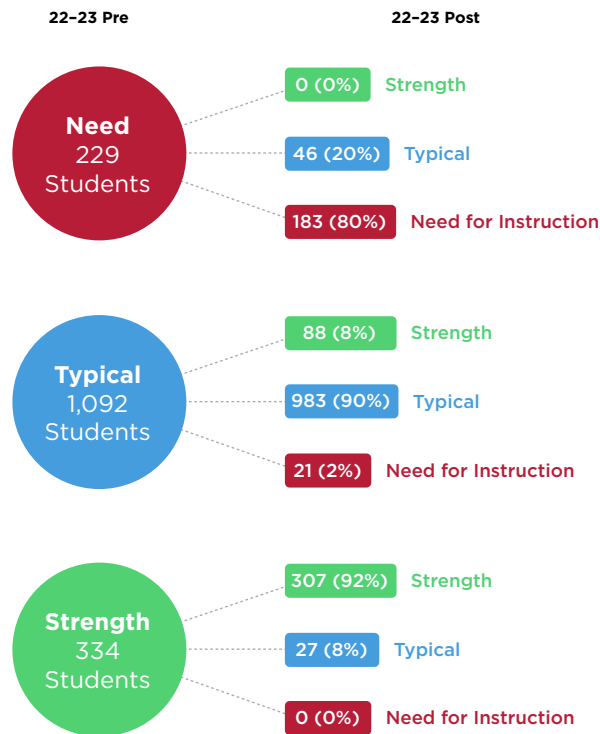 22–23 Pre
22–23 Post
Need
229
Students
0 (0%) Strength
46 (20%) Typical
183 (80%) Need for Instruction
Typical
1,092
Students
88 (8%) Strength
983 (90%) Typical
21 (2%) Need for Instruction
Strength
334
Students
307 (92%) Strength
27 (8%) Typical
0 (0%) Need for Instruction